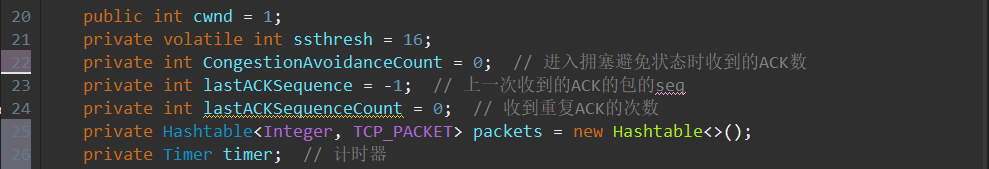 20 public int cwnd = 1;
21 private volatile int ssthresh = 16;
22 private int CongestionAvoidanceCount = 0; // 进入拥塞避免状态时收到的ACK数
23 private int lastACKSequence = -1; // 上一次收到的ACK的包的seq
24 private int lastACKSequenceCount = 0; // 收到重复ACK的次数
25 private Hashtable<Integer, TCP_PACKET> packets = new Hashtable<>();
26 private Timer timer; // 计时器